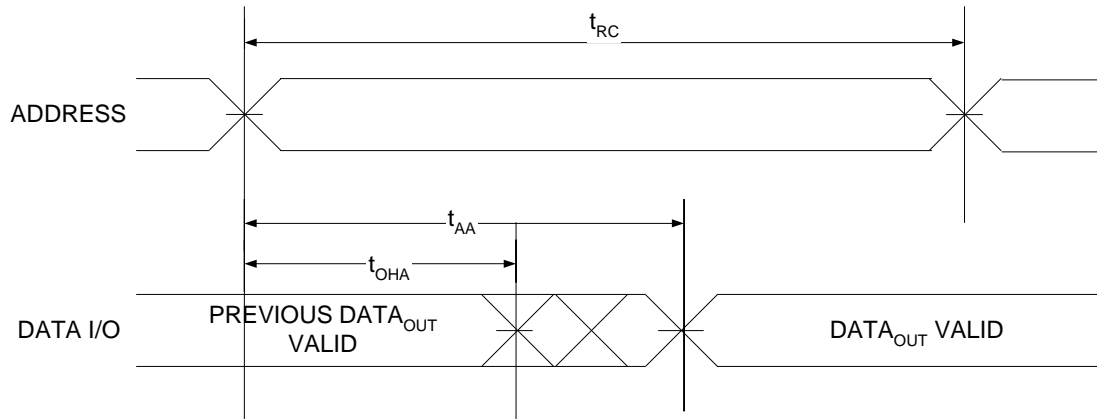 tRC
ADDRESS
tAA
tOHA
DATA I/O
PREVIOUS DATAOUT
VALID
DATAOUT VALID